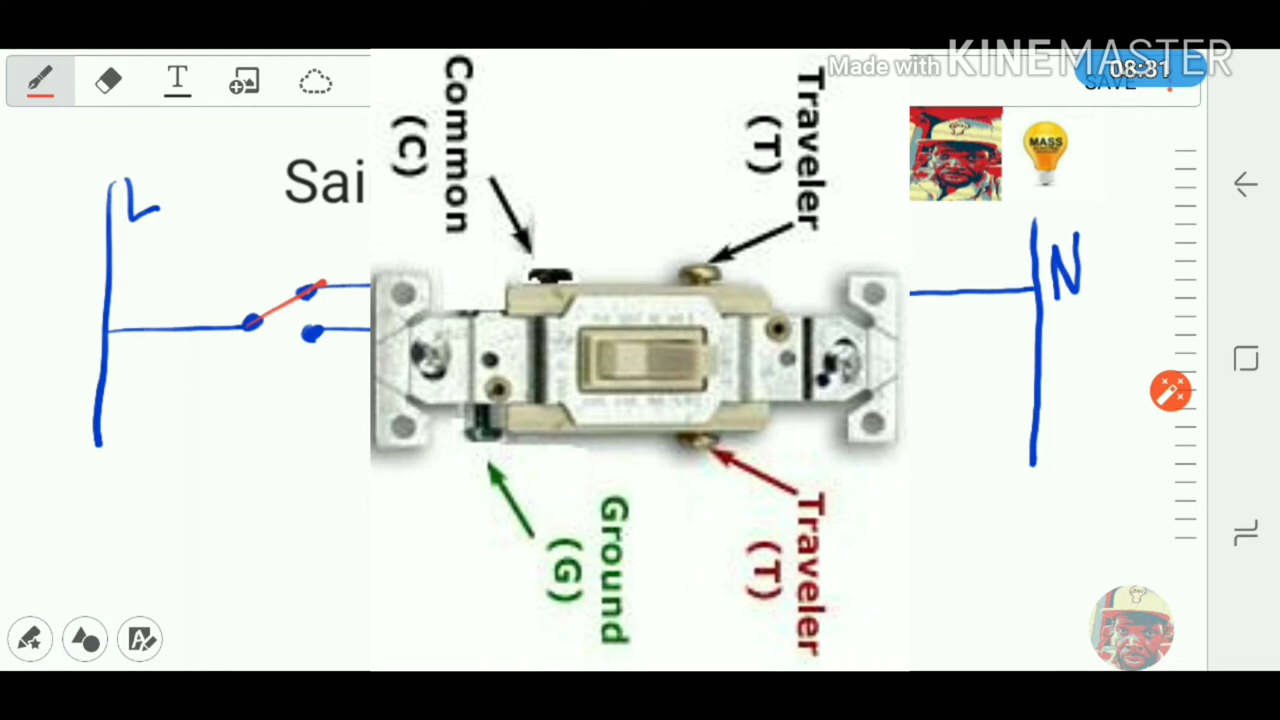 Made with KINEMASTER
08:31
SAVE
T
Sai
L
N
MASS
Common
(C)
Traveler
(T)
Ground
(G)
Traveler
(T)